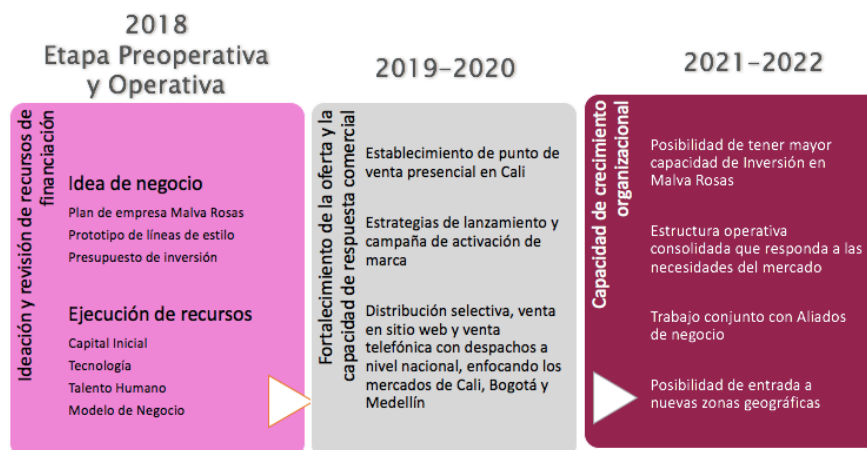 2018
Etapa Preoperativa
y Operativa
Ideación y revisión de recursos de
financiación
Idea de negocio
Plan de empresa Malva Rosas
Prototipo de líneas de estilo
Presupuesto de inversión
Ejecución de recursos
Capital Inicial
Tecnología
Talento Humano
Modelo de Negocio
2019-2020
Fortalecimiento de la oferta y la
capacidad de respuesta comercial
Establecimiento de punto de
venta presencial en Cali
Estrategias de lanzamiento y
campaña de activación de
marca
Distribución selectiva, venta
en sitio web y venta
telefónica con despachos a
nivel nacional, enfocando los
mercados de Cali, Bogotá y
Medellín
2021-2022
Capacidad de crecimiento
organizacional
Posibilidad de tener mayor
capacidad de Inversión en
Malva Rosas
Estructura operativa
consolidada que responda a las
necesidades del mercado
Trabajo conjunto con Aliados
de negocio
Posibilidad de entrada a
nuevas zonas geográficas